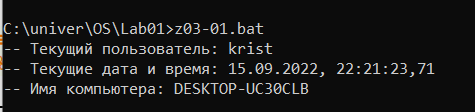 C:\univer\OS\Lab01>z03-01.bat
-- Текущий пользователь: krist
-- Текущие дата и время: 15.09.2022, 22:21:23,71
-- Имя компьютера: DESKTOP-UC30CLB